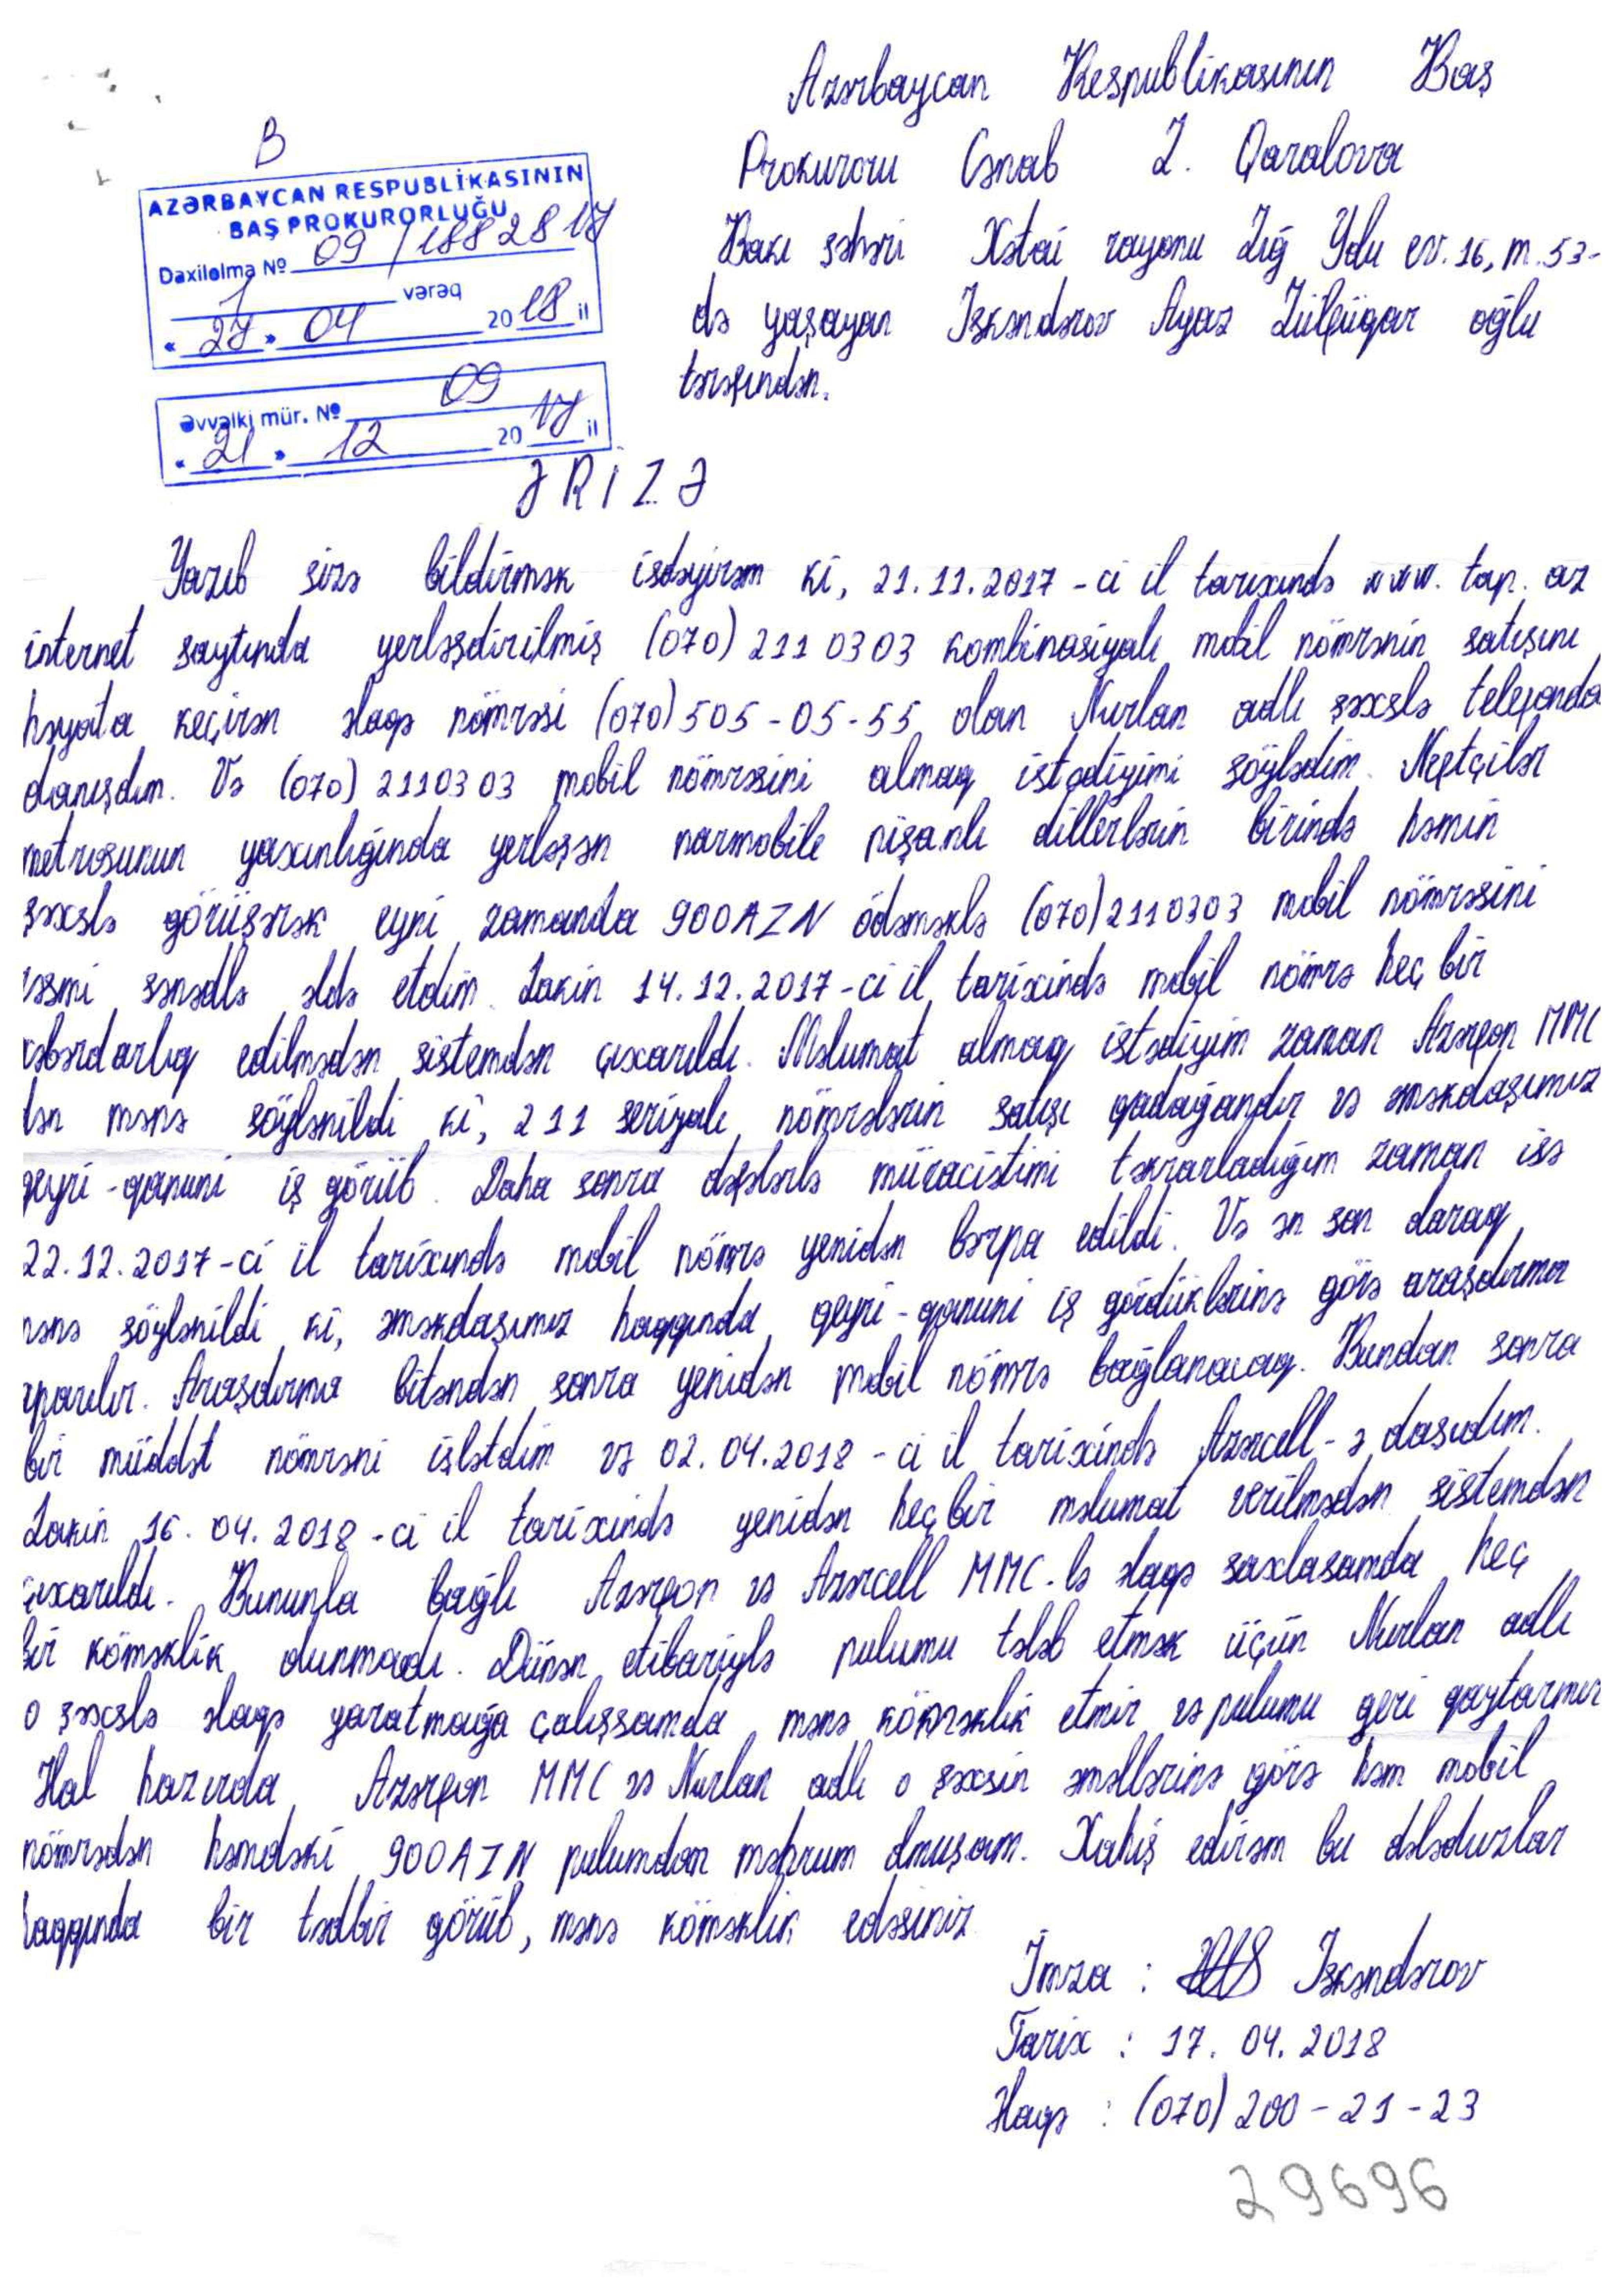 Azərbaycan Respublikasının Baş
Prokuroru Cənab Z. Qaralova
Bakı şəhəri Xətai rayonu Zığ Yolu ev. 16, m. 53-
də yaşayan İskəndərov Ayaz Zülfüqar oğlu
tərəfindən.
B
AZƏRBAYCAN RESPUBLİKASININ
BAŞ PROKURORLUĞU
Daxilolma № 09/188281
1 vərəq
« 27 » 04 2018 il
Əvvəlki mür. № 09
« 21 » 12 2017 il
ƏRİZƏ
Yazıb sizə bildirmək isdəyirəm ki, 21.11.2017-ci il tarixində www.tap.az
internet saytında yerləşdirilmiş (070) 211 03 03 kombinasiyalı mobil nömrənin satışını
həyata keçirən əlaqə nömrəsi (070) 505-05-55 olan Nurlan adlı şəxslə telefonda
danışdım. Və (070) 2110303 mobil nömrəsini almaq istədiyimi söylədim. Neftçilər
metrosunun yaxınlığında yerləşən narmobile nişanlı dillerlərin birində həmin
şəxslə görüşərək eyni zamanda 900AZN ödəməklə (070) 2110303 mobil nömrəsini
əsmi sənədlə əldə etdim. Lakin 14.12.2017-ci il tarixində mobil nömrə heç bir
əbərdarlıq edilmədən sistemdən çıxarıldı. Məlumat almaq istədiyim zaman Azərfon MMC
dən mənə söylənildi ki, 211 seriyalı nömrələrin satışı qadağandır və əməkdaşımız
qeyri-qanuni iş görüb. Daha sonra dəfələrlə müraciətimi təkrarladığım zaman isə
22.12.2017-ci il tarixində mobil nömrə yenidən bərpa edildi. Və ən son olaraq
mənə söylənildi ki, əməkdaşımız haqqında qeyri-qanuni iş gördüklərinə görə araşdırma
aparılır. Araşdırma bitəndən sonra yenidən mobil nömrə bağlanacaq. Bundan sonra
bir müddət nömrəni işlətdim və 02.04.2018-ci il tarixində Azercell-ə daşıdım.
Lakin 16.04.2018-ci il tarixində yenidən heç bir məlumat verilmədən sistemdən
çıxarıldı. Bununla bağlı Azərfon və Azercell MMC-lə əlaqə saxlasamda heç
bir köməklik olunmadı. Dünən etibariylə pulumu tələb etmək üçün Nurlan adlı
o şəxslə əlaqə yaratmağa çalışsamda mənə köməklik etmir və pulumu geri qaytarmır
Hal hazırda Azərfon MMC və Nurlan adlı o şəxsin əməllərinə görə həm mobil
nömrədən həmdəki 900AZN pulumdan məhrum olmuşam. Xahiş edirəm bu dələduzlar
haqqında bir tədbir görüb, mənə köməklik edəsiniz.
İmza : İskəndərov
Tarix : 17.04.2018
Əlaqə : (070) 200-21-23
29696